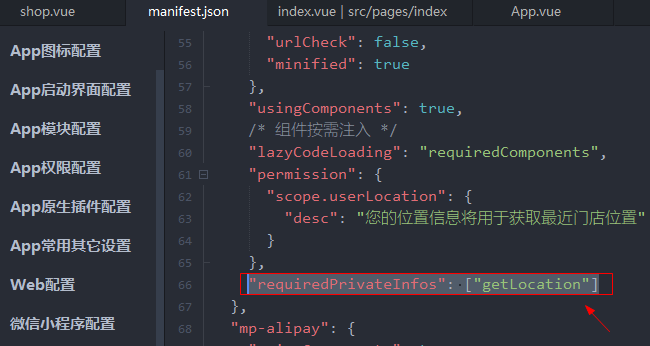 shop.vue manifest.json index.vue | src/pages/index App.vue
App图标配置
App启动界面配置
App模块配置
App权限配置
App原生插件配置
App常用其它设置
Web配置
微信小程序配置
55 "urlCheck": false,
56 "minified": true
57 },
58 "usingComponents": true,
59 /* 组件按需注入 */
60 "lazyCodeLoading": "requiredComponents",
61 "permission": {
62 "scope.userLocation": {
63 "desc": "您的位置信息将用于获取最近门店位置"
64 }
65 },
66 "requiredPrivateInfos": ["getLocation"]
67 },
68 "mp-alipay": {